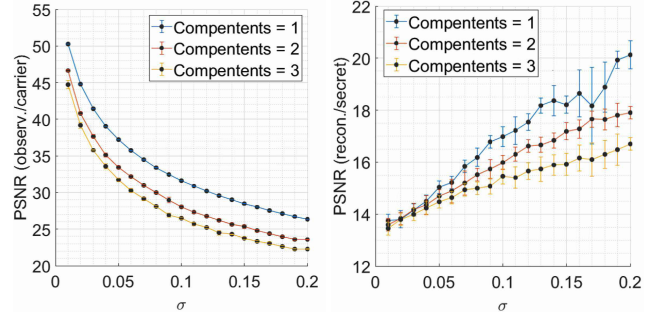 55
50
45
40
35
30
25
20
PSNR (observ./carrier)
Compentents = 1
Compentents = 2
Compentents = 3
0 0.05 0.1 0.15 0.2
σ
22
20
18
16
14
12
PSNR (recon./secret)
Compentents = 1
Compentents = 2
Compentents = 3
0 0.05 0.1 0.15 0.2
σ